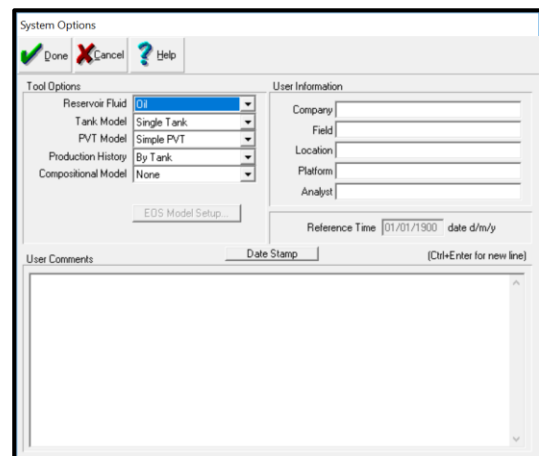 System Options
Done Cancel Help
Tool Options
Reservoir Fluid Oil
Tank Model Single Tank
PVT Model Simple PVT
Production History By Tank
Compositional Model None
EOS Model Setup...
User Information
Company
Field
Location
Platform
Analyst
Reference Time 01/01/1900 date d/m/y
User Comments Date Stamp (Ctrl+Enter for new line)